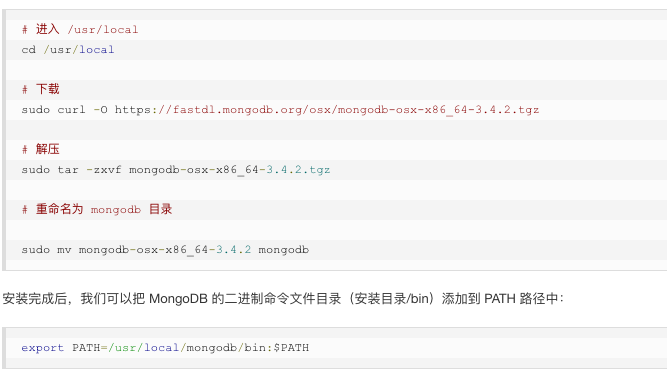 # 进入 /usr/local
cd /usr/local
# 下载
sudo curl -O https://fastdl.mongodb.org/osx/mongodb-osx-x86_64-3.4.2.tgz
# 解压
sudo tar -zxvf mongodb-osx-x86_64-3.4.2.tgz
# 重命名为 mongodb 目录
sudo mv mongodb-osx-x86_64-3.4.2 mongodb
安装完成后，我们可以把 MongoDB 的二进制命令文件目录（安装目录/bin）添加到 PATH 路径中：
export PATH=/usr/local/mongodb/bin:$PATH